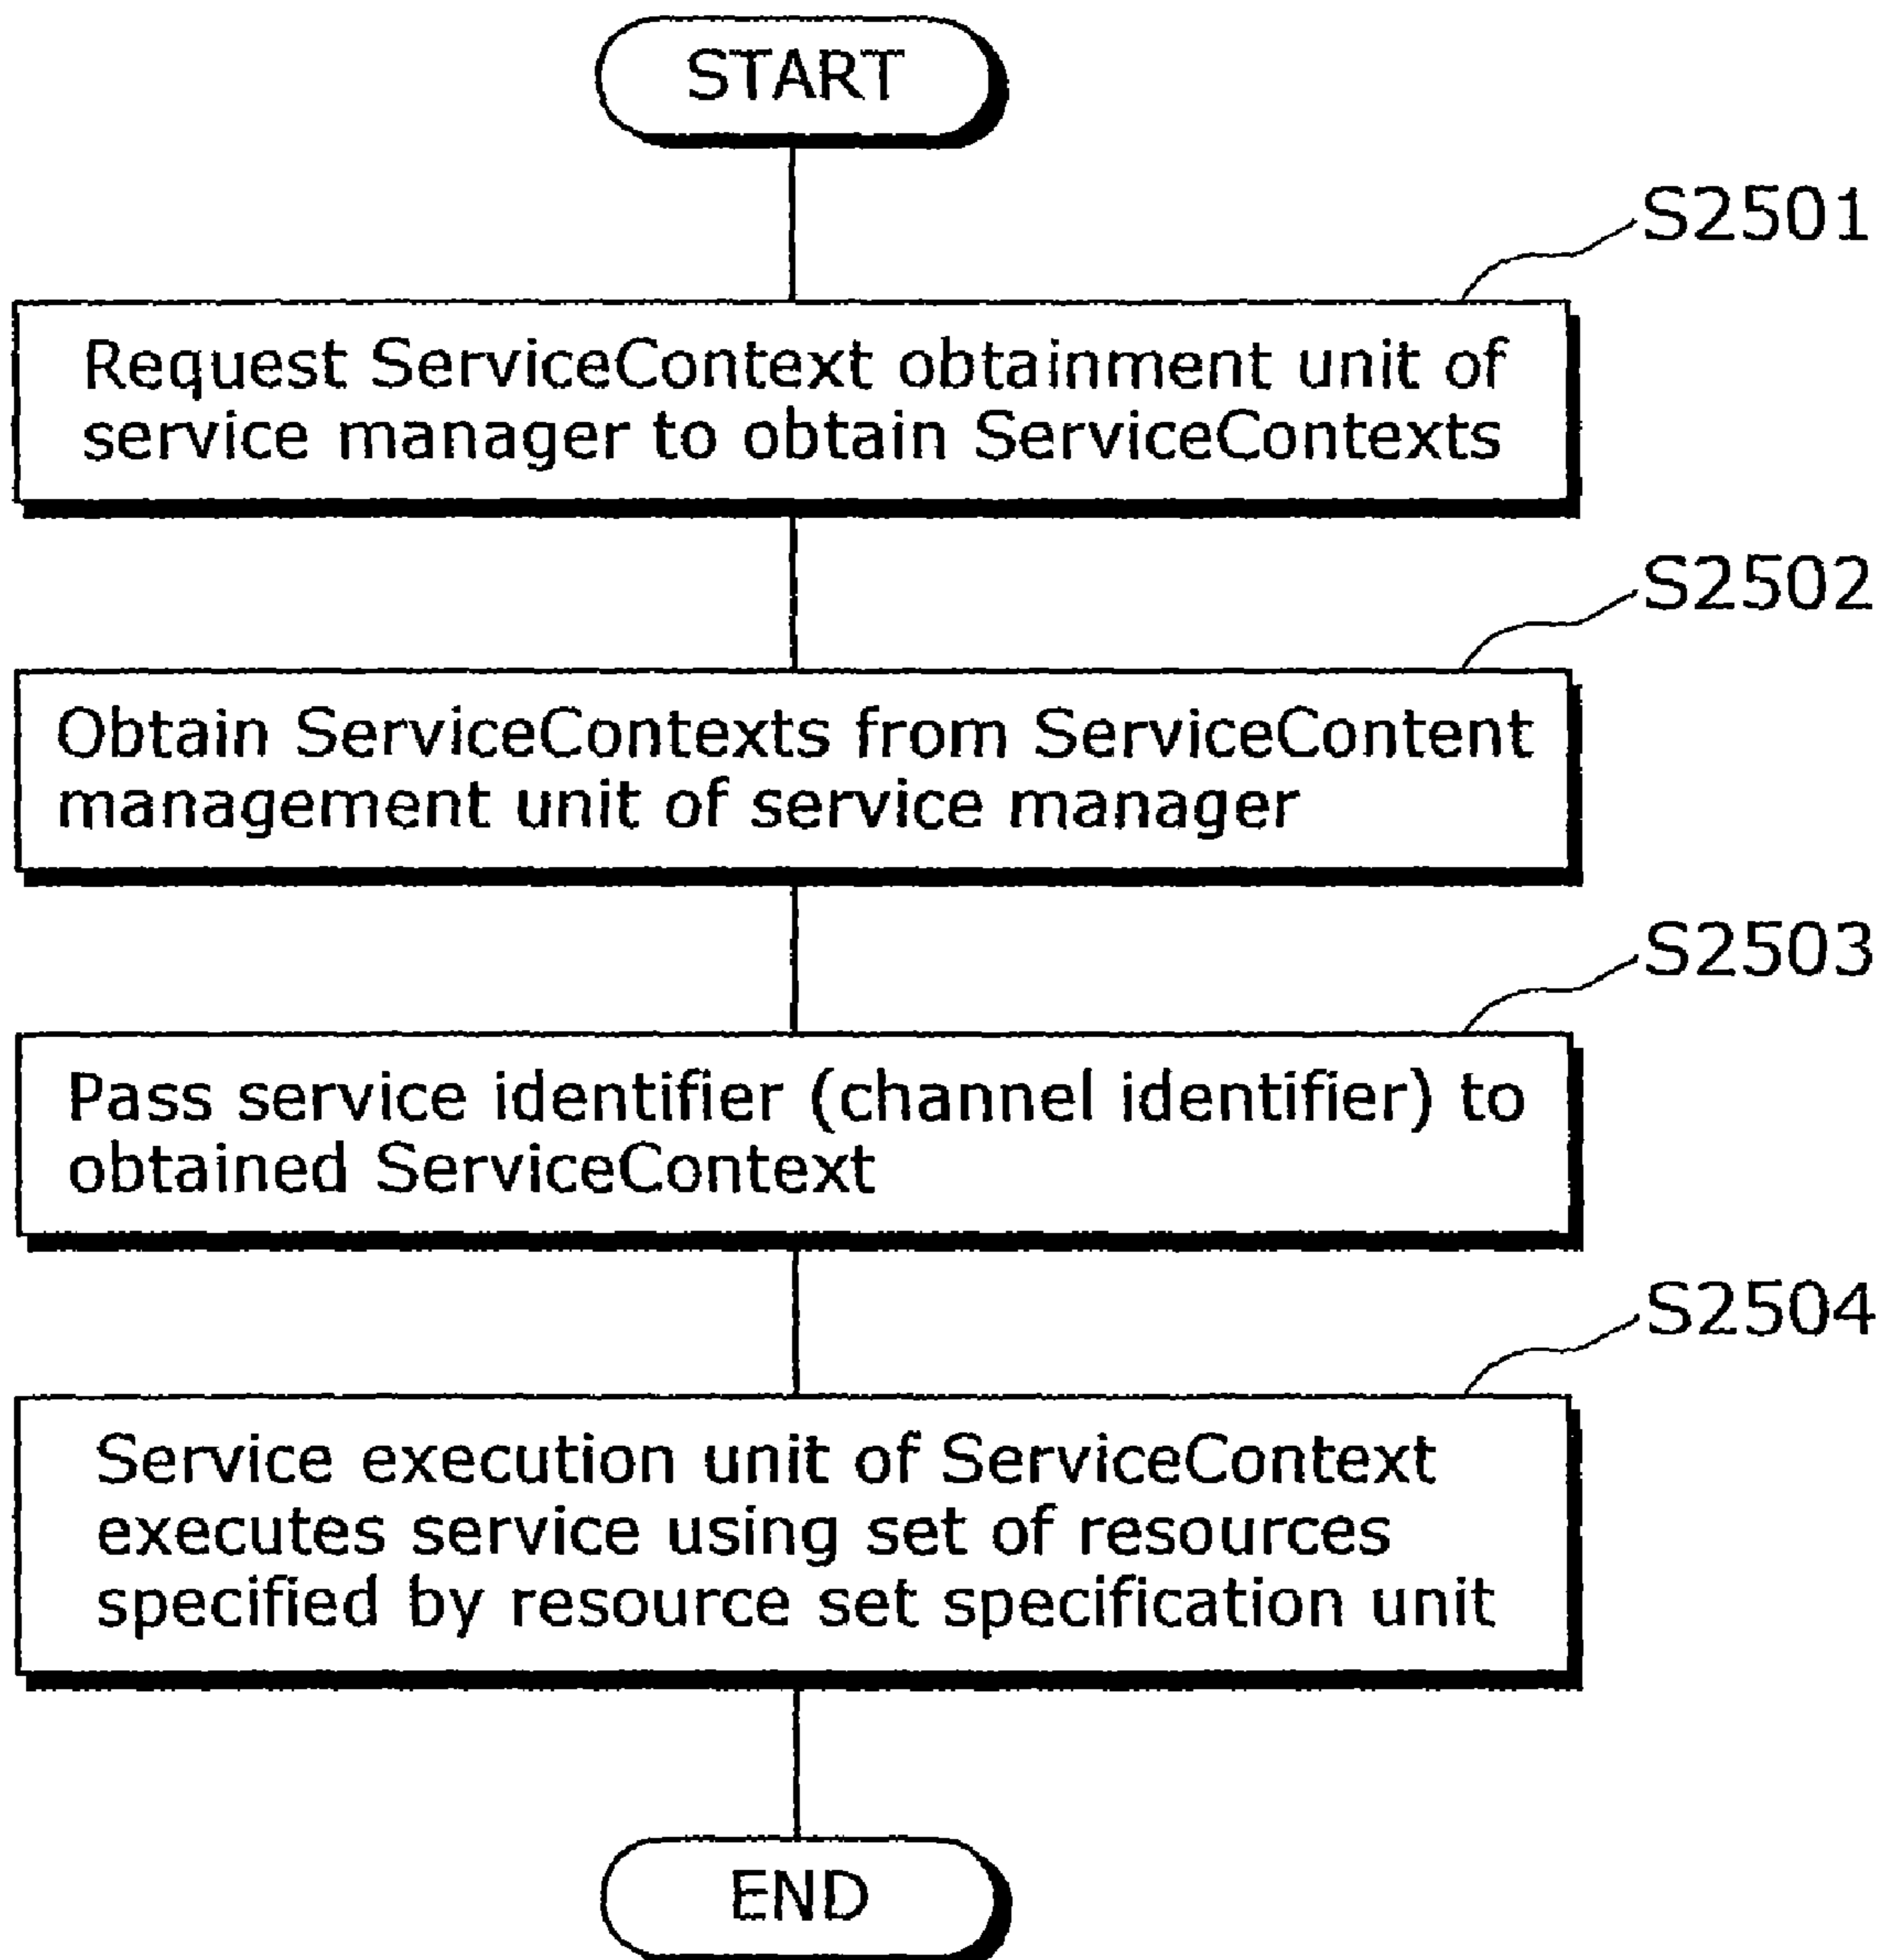 START
S2501
Request ServiceContext obtainment unit of
service manager to obtain ServiceContexts
S2502
Obtain ServiceContexts from ServiceContent
management unit of service manager
S2503
Pass service identifier (channel identifier) to
obtained ServiceContext
S2504
Service execution unit of ServiceContext
executes service using set of resources
specified by resource set specification unit
END